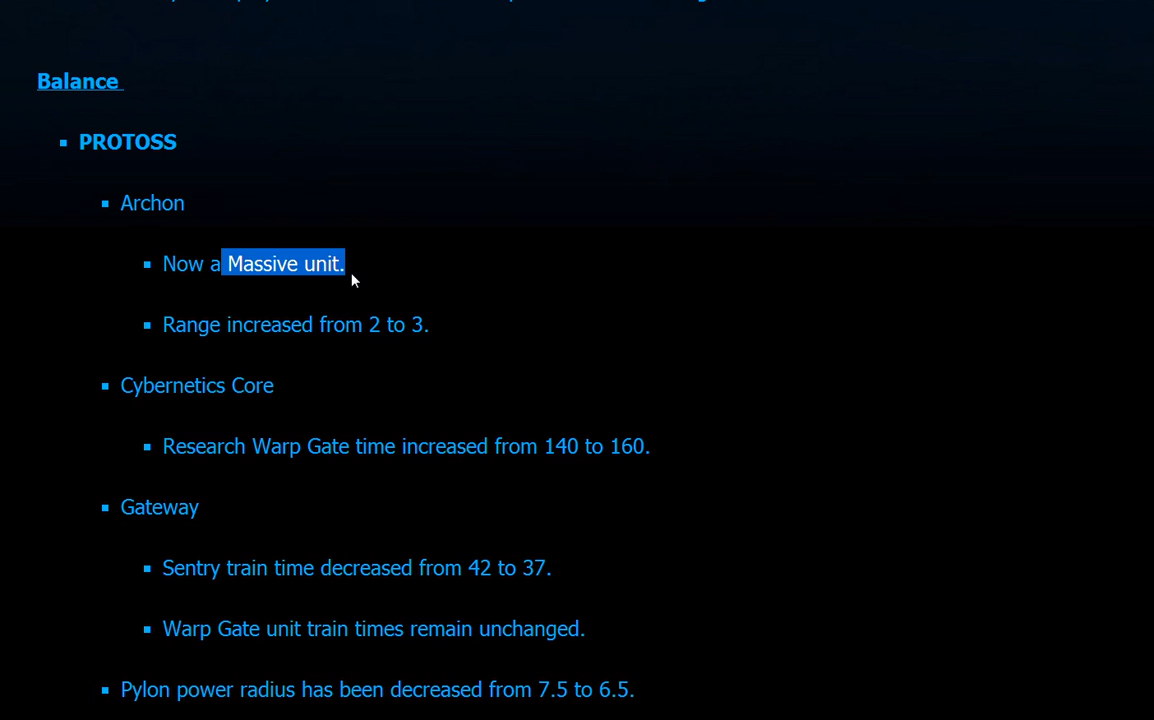 Balance
PROTOSS
Archon
Now a Massive unit.
Range increased from 2 to 3.
Cybernetics Core
Research Warp Gate time increased from 140 to 160.
Gateway
Sentry train time decreased from 42 to 37.
Warp Gate unit train times remain unchanged.
Pylon power radius has been decreased from 7.5 to 6.5.